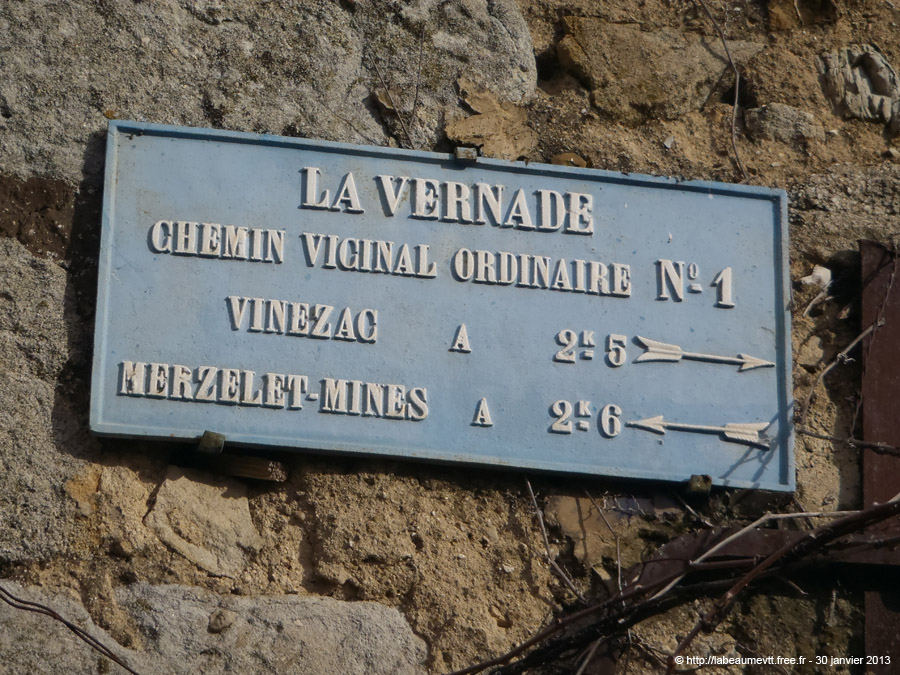 LA VERNADE
CHEMIN VICINAL ORDINAIRE Nº 1
VINEZAC A 2ᴷ·5
MERZELET-MINES A 2ᴷ·6
© http://labeaumevtt.free.fr - 30 janvier 2013